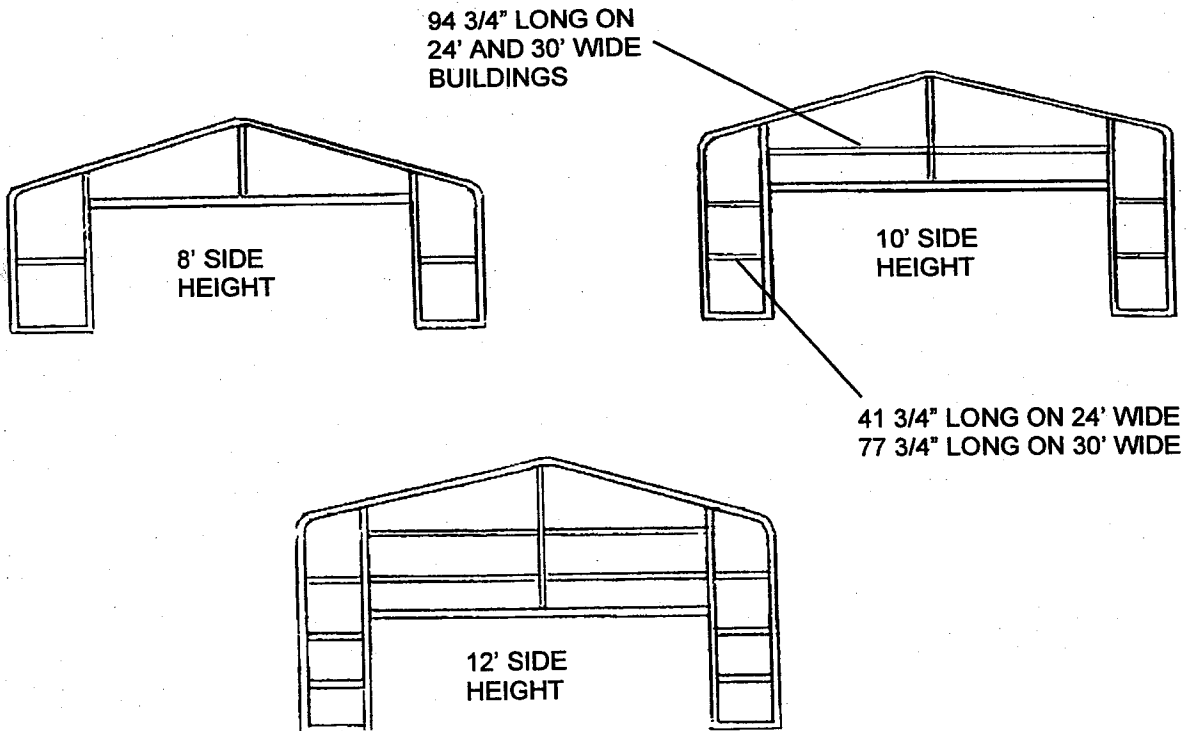 94 3/4" LONG ON
24' AND 30' WIDE
BUILDINGS
8' SIDE
HEIGHT
10' SIDE
HEIGHT
41 3/4" LONG ON 24' WIDE
77 3/4" LONG ON 30' WIDE
12' SIDE
HEIGHT